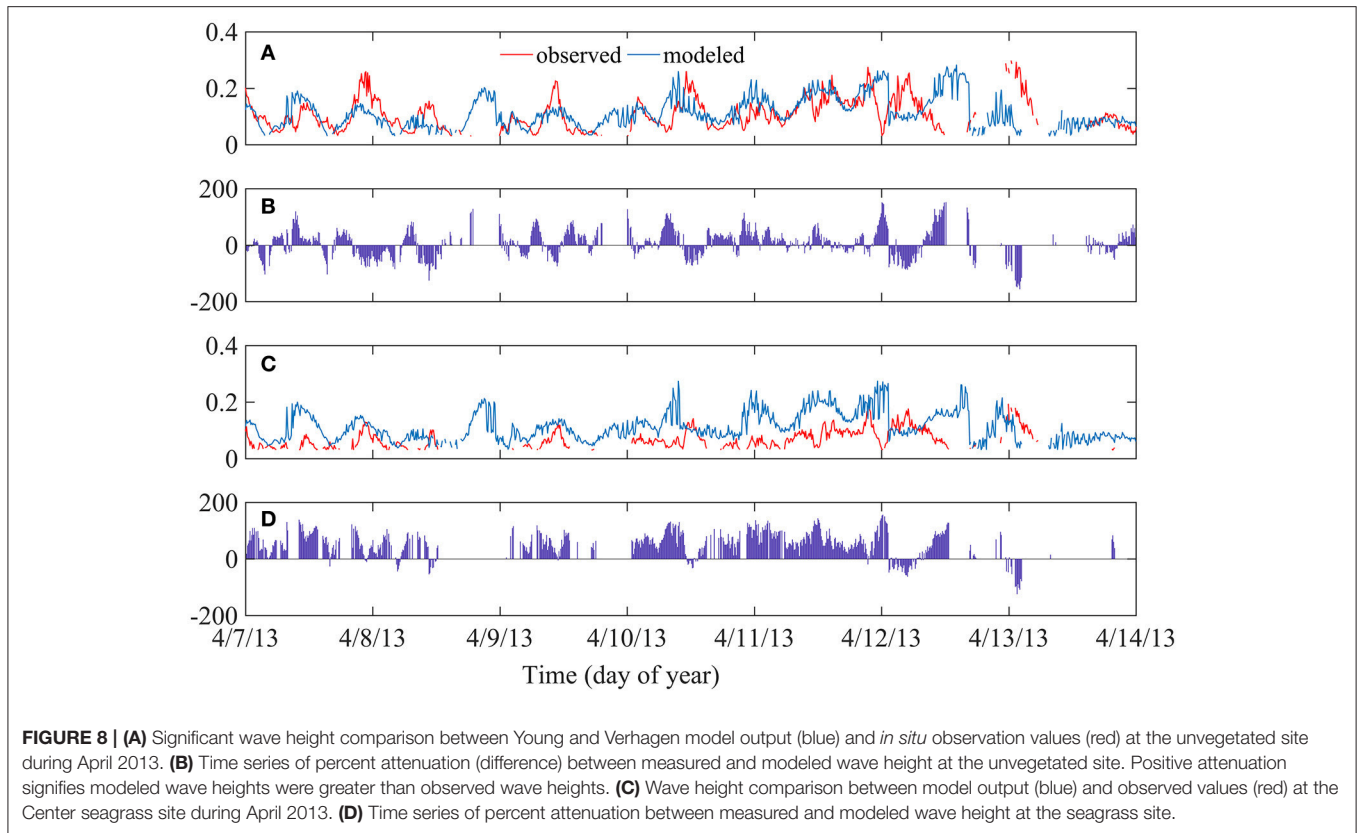 0.4
A
observed modeled
0.2
0
200
B
0
-200
0.4
C
0.2
0
200
D
0
-200
4/7/13 4/8/13 4/9/13 4/10/13 4/11/13 4/12/13 4/13/13 4/14/13
Time (day of year)
FIGURE 8 | (A) Significant wave height comparison between Young and Verhagen model output (blue) and in situ observation values (red) at the unvegetated site
during April 2013. (B) Time series of percent attenuation (difference) between measured and modeled wave height at the unvegetated site. Positive attenuation
signifies modeled wave heights were greater than observed wave heights. (C) Wave height comparison between model output (blue) and observed values (red) at the
Center seagrass site during April 2013. (D) Time series of percent attenuation between measured and modeled wave height at the seagrass site.